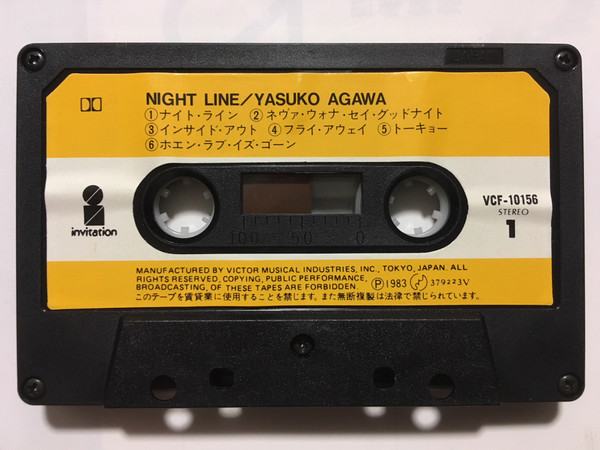 NIGHT LINE/YASUKO AGAWA
①ナイト・ライン ②ネヴァ・ウォナ・セイ・グッドナイト
③インサイド・アウト ④フライ・アウェイ ⑤トーキョー
⑥ホエン・ラブ・イズ・ゴーン
invitation
100 50 0
VCF-10156
STEREO
1
MANUFACTURED BY VICTOR MUSICAL INDUSTRIES, INC., TOKYO, JAPAN. ALL
RIGHTS RESERVED, COPYING, PUBLIC PERFORMANCE,
BROADCASTING, OF THESE TAPES ARE FORBIDDEN. Ⓟ1983 379223V
このテープを賃貸業に使用することを禁じます。また無断複製は法律で禁じられています。